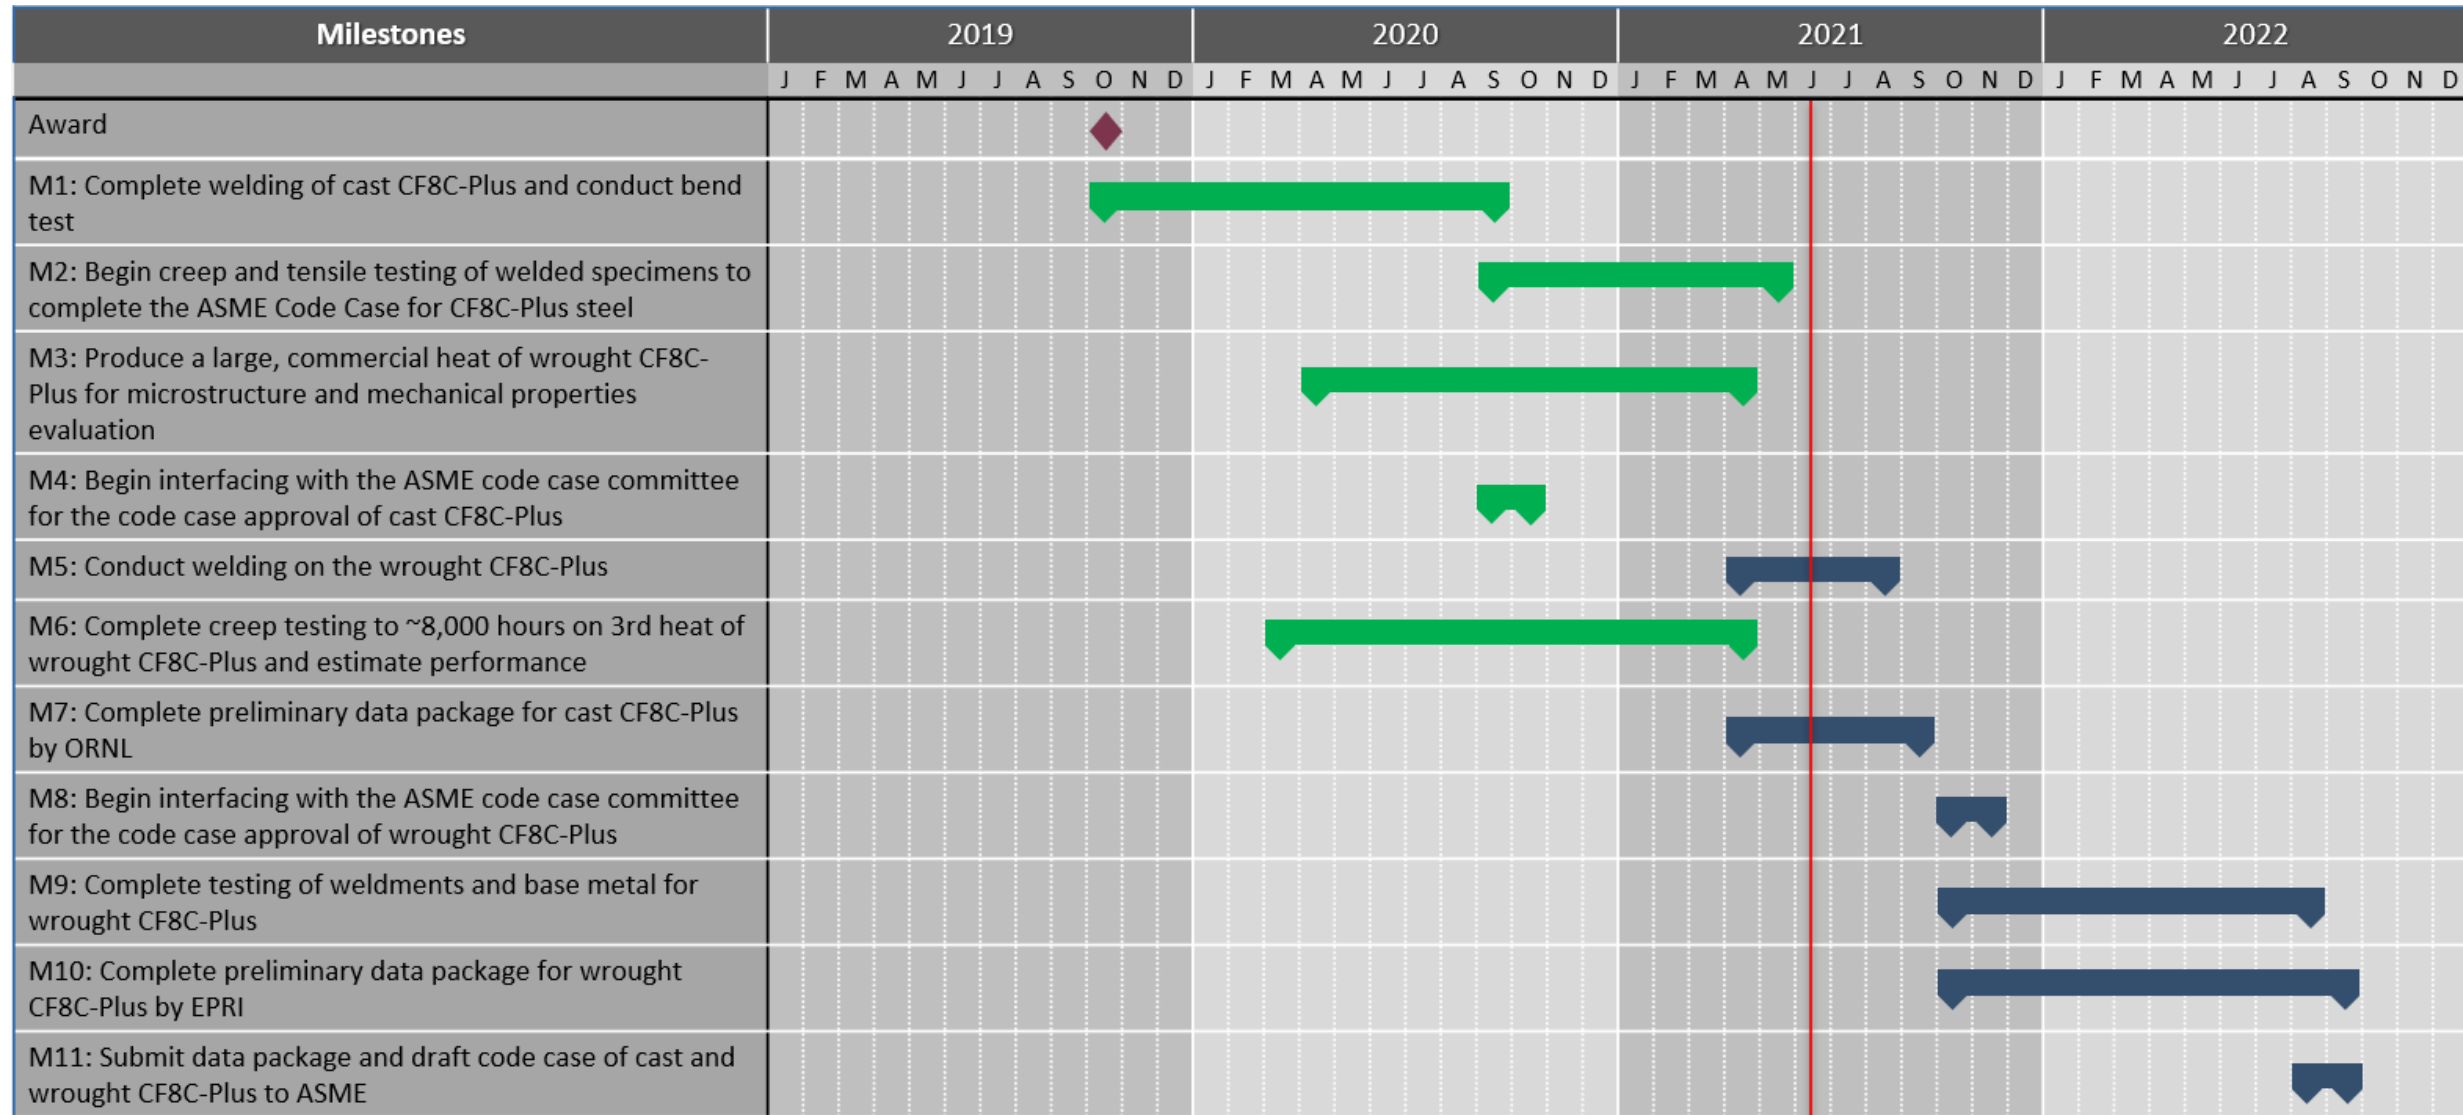 Milestones 2019 2020 2021 2022
J F M A M J J A S O N D J F M A M J J A S O N D J F M A M J J A S O N D J F M A M J J A S O N D
Award
M1: Complete welding of cast CF8C-Plus and conduct bend
test
M2: Begin creep and tensile testing of welded specimens to
complete the ASME Code Case for CF8C-Plus steel
M3: Produce a large, commercial heat of wrought CF8C-
Plus for microstructure and mechanical properties
evaluation
M4: Begin interfacing with the ASME code case committee
for the code case approval of cast CF8C-Plus
M5: Conduct welding on the wrought CF8C-Plus
M6: Complete creep testing to ~8,000 hours on 3rd heat of
wrought CF8C-Plus and estimate performance
M7: Complete preliminary data package for cast CF8C-Plus
by ORNL
M8: Begin interfacing with the ASME code case committee
for the code case approval of wrought CF8C-Plus
M9: Complete testing of weldments and base metal for
wrought CF8C-Plus
M10: Complete preliminary data package for wrought
CF8C-Plus by EPRI
M11: Submit data package and draft code case of cast and
wrought CF8C-Plus to ASME